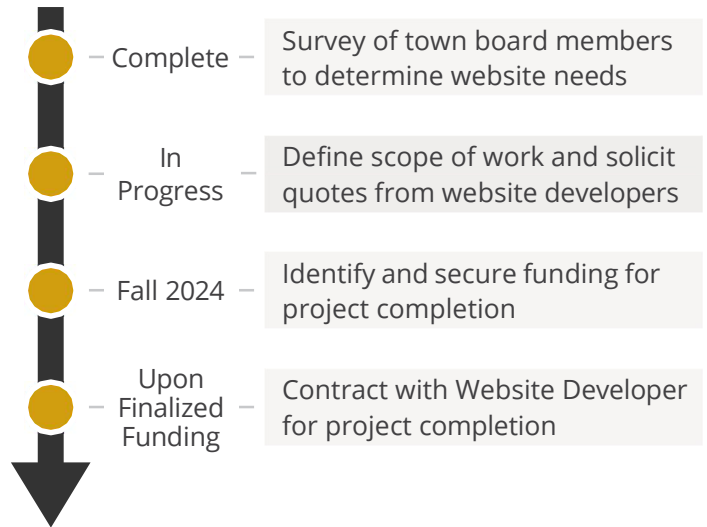 Complete
Survey of town board members
to determine website needs
In
Progress
Define scope of work and solicit
quotes from website developers
Fall 2024
Identify and secure funding for
project completion
Upon
Finalized
Funding
Contract with Website Developer
for project completion